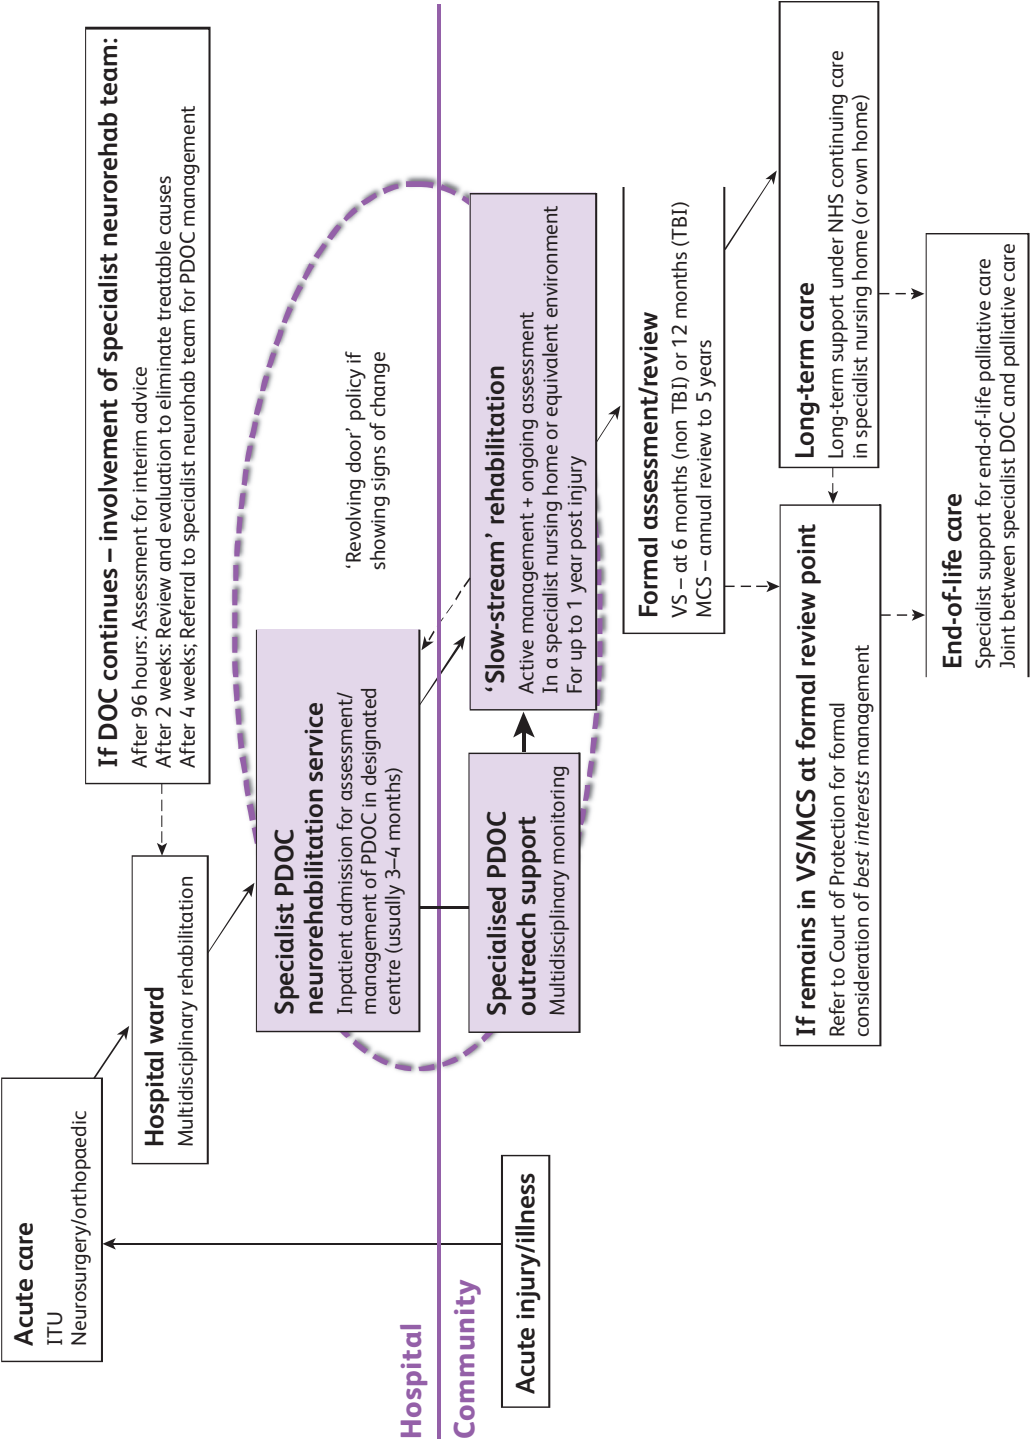 Acute care
ITU
Neurosurgery/orthopaedic
Hospital ward
Multidisciplinary rehabilitation
If DOC continues – involvement of specialist neurorehab team:
After 96 hours: Assessment for interim advice
After 2 weeks: Review and evaluation to eliminate treatable causes
After 4 weeks; Referral to specialist neurohab team for PDOC management
Specialist PDOC
neurorehabilitation service
Inpatient admission for assessment/
management of PDOC in designated
centre (usually 3–4 months)
‘Revolving door’ policy if
showing signs of change
Hospital
Community
Acute injury/illness
Specialised PDOC
outreach support
Multidisciplinary monitoring
‘Slow-stream’ rehabilitation
Active management + ongoing assessment
In a specialist nursing home or equivalent environment
For up to 1 year post injury
Formal assessment/review
VS – at 6 months (non TBI) or 12 months (TBI)
MCS – annual review to 5 years
If remains in VS/MCS at formal review point
Refer to Court of Protection for formal
consideration of best interests management
Long-term care
Long-term support under NHS continuing care
in specialist nursing home (or own home)
End-of-life care
Specialist support for end-of-life palliative care
Joint between specialist DOC and palliative care